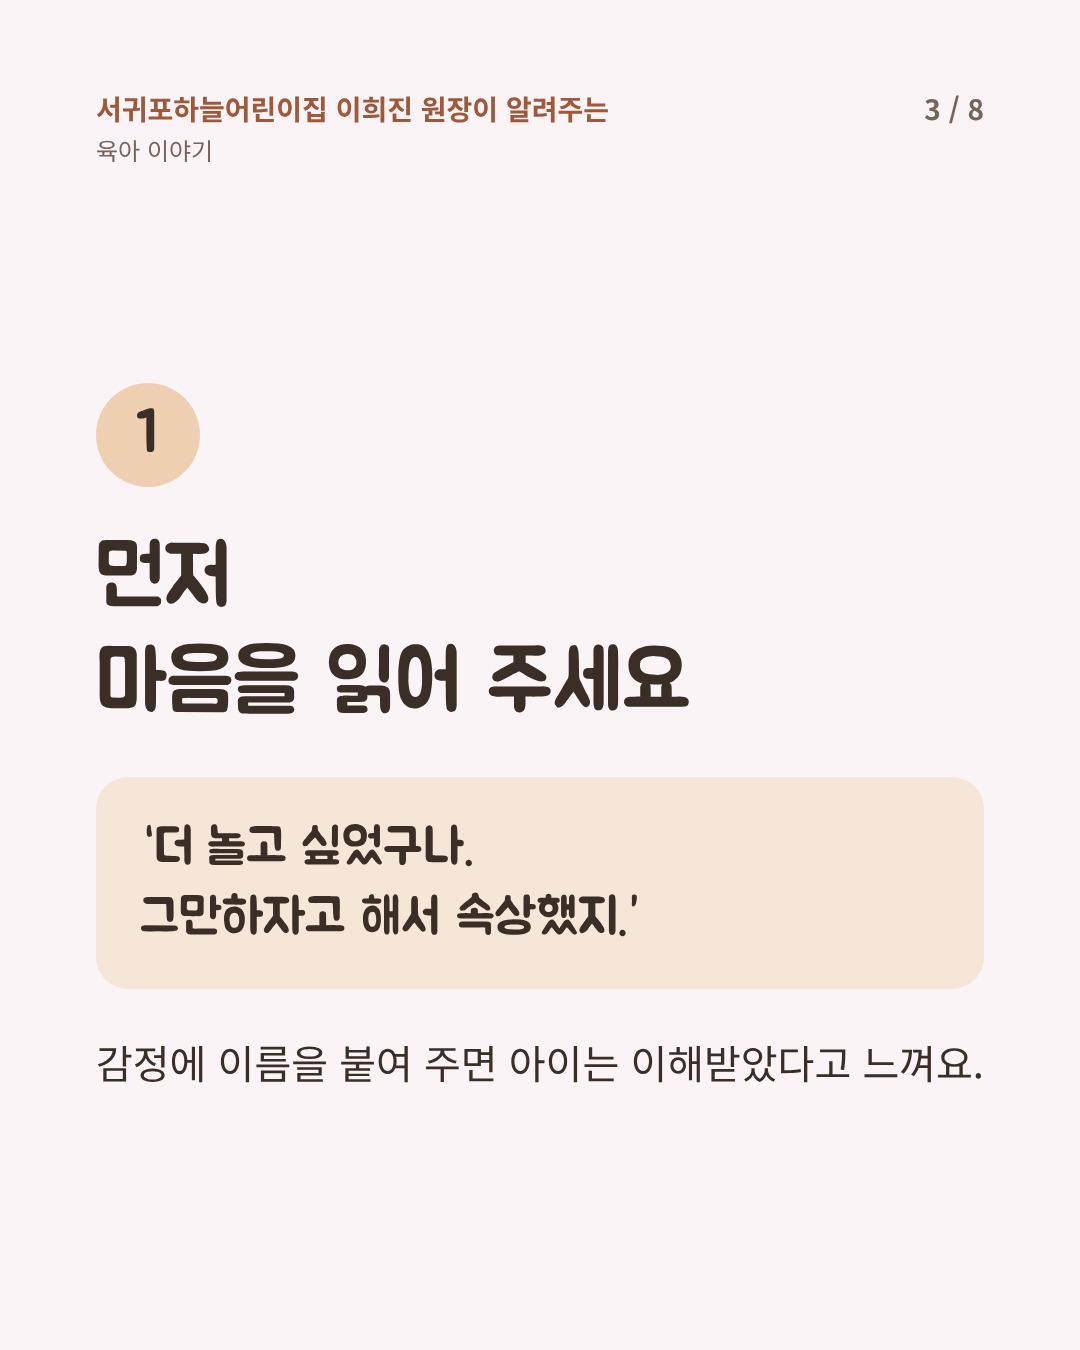 서귀포하늘어린이집 이희진 원장이 알려주는
3 / 8
육아 이야기
1
먼저
마음을 읽어 주세요
'더 놀고 싶었구나.
그만하자고 해서 속상했지.'
감정에 이름을 붙여 주면 아이는 이해받았다고 느껴요.